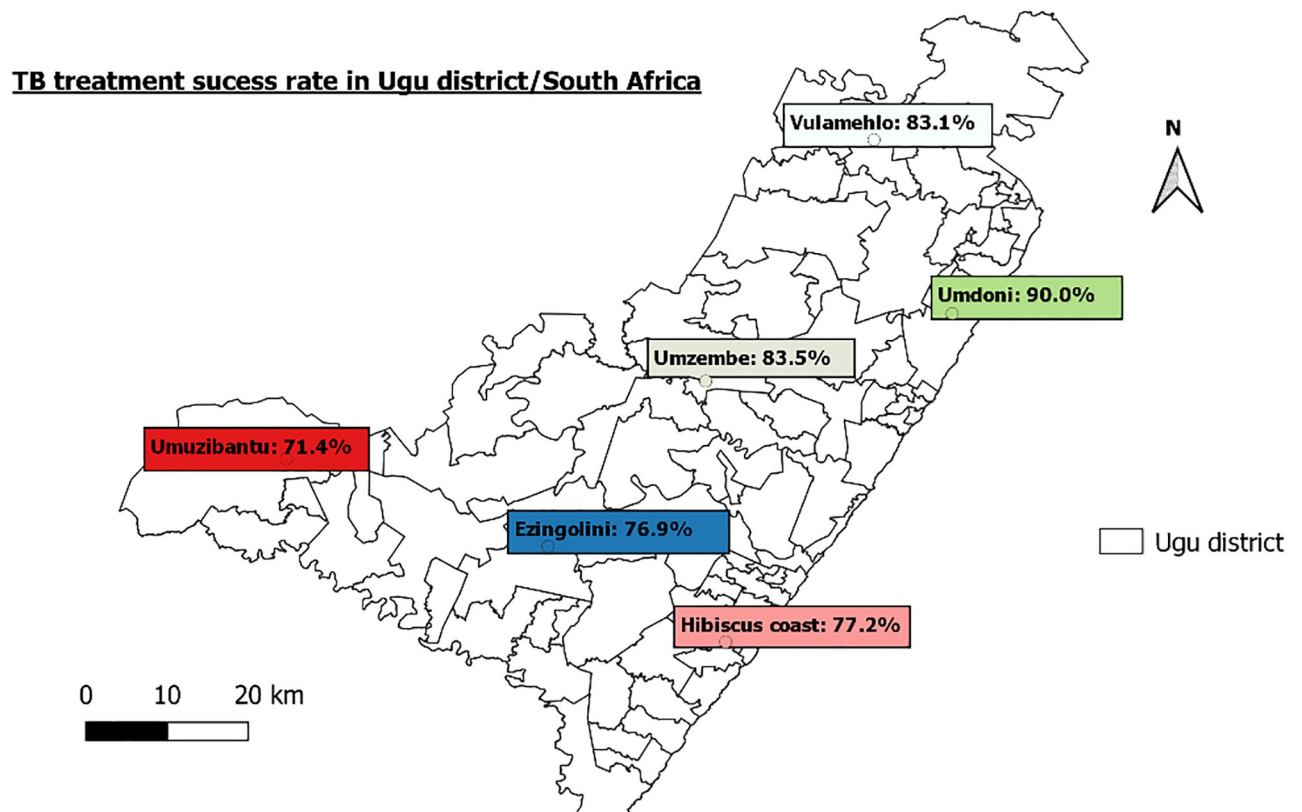 TB treatment sucess rate in Ugu district/South Africa
Vulamehlo: 83.1%
N
Umdoni: 90.0%
Umzembe: 83.5%
Umuzibantu: 71.4%
Ezingolini: 76.9%
Ugu district
Hibiscus coast: 77.2%
0 10 20 km